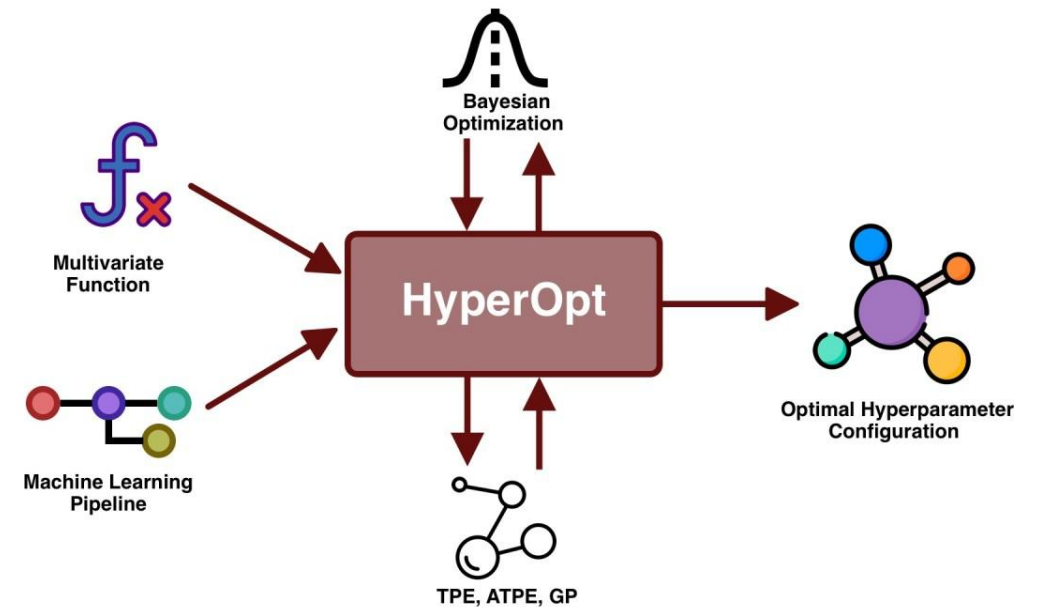 Bayesian
Optimization
Multivariate
Function
HyperOpt
Machine Learning
Pipeline
Optimal Hyperparameter
Configuration
TPE, ATPE, GP